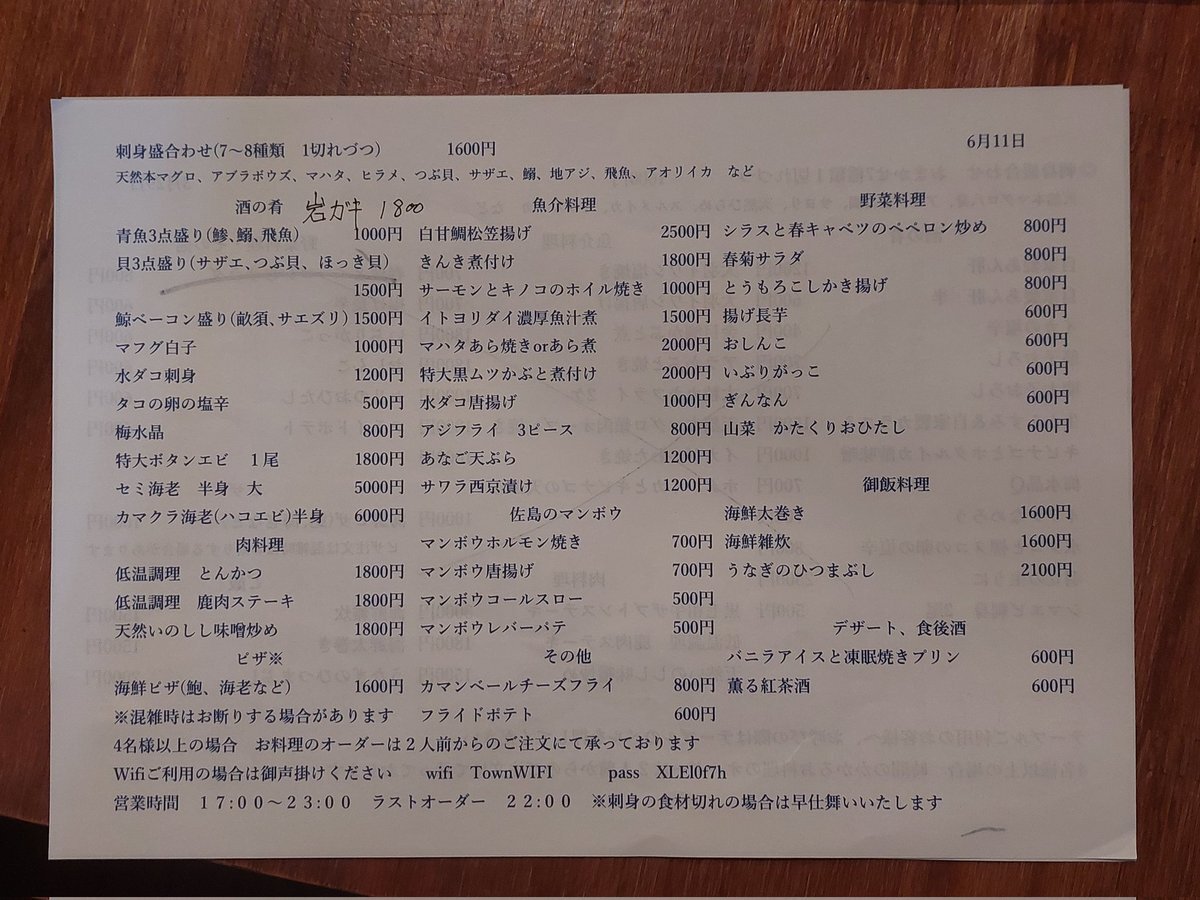 6月11日
刺身盛合わせ(7～8種類　1切れづつ)　1600円
天然本マグロ、アブラボウズ、マハタ、ヒラメ、つぶ貝、サザエ、鰯、地アジ、飛魚、アオリイカ　など
酒の肴　岩ガキ 1800
青魚3点盛り(鯵、鰯、飛魚)　1000円
貝3点盛り(サザエ、つぶ貝、ほっき貝)
1500円
鯨ベーコン盛り(畝須、サエズリ)　1500円
マフグ白子　1000円
水ダコ刺身　1200円
タコの卵の塩辛　500円
梅水晶　800円
特大ボタンエビ　１尾　1800円
セミ海老　半身　大　5000円
カマクラ海老(ハコエビ)半身　6000円
肉料理
低温調理　とんかつ　1800円
低温調理　鹿肉ステーキ　1800円
天然いのしし味噌炒め　1800円
ピザ※
海鮮ピザ(鮑、海老など)　1600円
※混雑時はお断りする場合があります
魚介料理
白甘鯛松笠揚げ　2500円
きんき煮付け　1800円
サーモンとキノコのホイル焼き　1000円
イトヨリダイ濃厚魚汁煮　1500円
マハタあら焼きorあら煮　2000円
特大黒ムツかぶと煮付け　2000円
水ダコ唐揚げ　1000円
アジフライ　3ピース　800円
あなご天ぷら　1200円
サワラ西京漬け　1200円
佐島のマンボウ
マンボウホルモン焼き　700円
マンボウ唐揚げ　700円
マンボウコールスロー　500円
マンボウレバーパテ　500円
その他
カマンベールチーズフライ　800円
フライドポテト　600円
野菜料理
シラスと春キャベツのペペロン炒め　800円
春菊サラダ　800円
とうもろこしかき揚げ　800円
揚げ長芋　600円
おしんこ　600円
いぶりがっこ　600円
ぎんなん　600円
山菜　かたくりおひたし　600円
御飯料理
海鮮太巻き　1600円
海鮮雑炊　1600円
うなぎのひつまぶし　2100円
デザート、食後酒
バニラアイスと凍眠焼きプリン　600円
薫る紅茶酒　600円
4名様以上の場合　お料理のオーダーは２人前からのご注文にて承っております
Wifiご利用の場合は御声掛けください　wifi　TownWIFI　pass　XLEl0f7h
営業時間　１７:００～２３:００　ラストオーダー　２２:００　※刺身の食材切れの場合は早仕舞いいたします